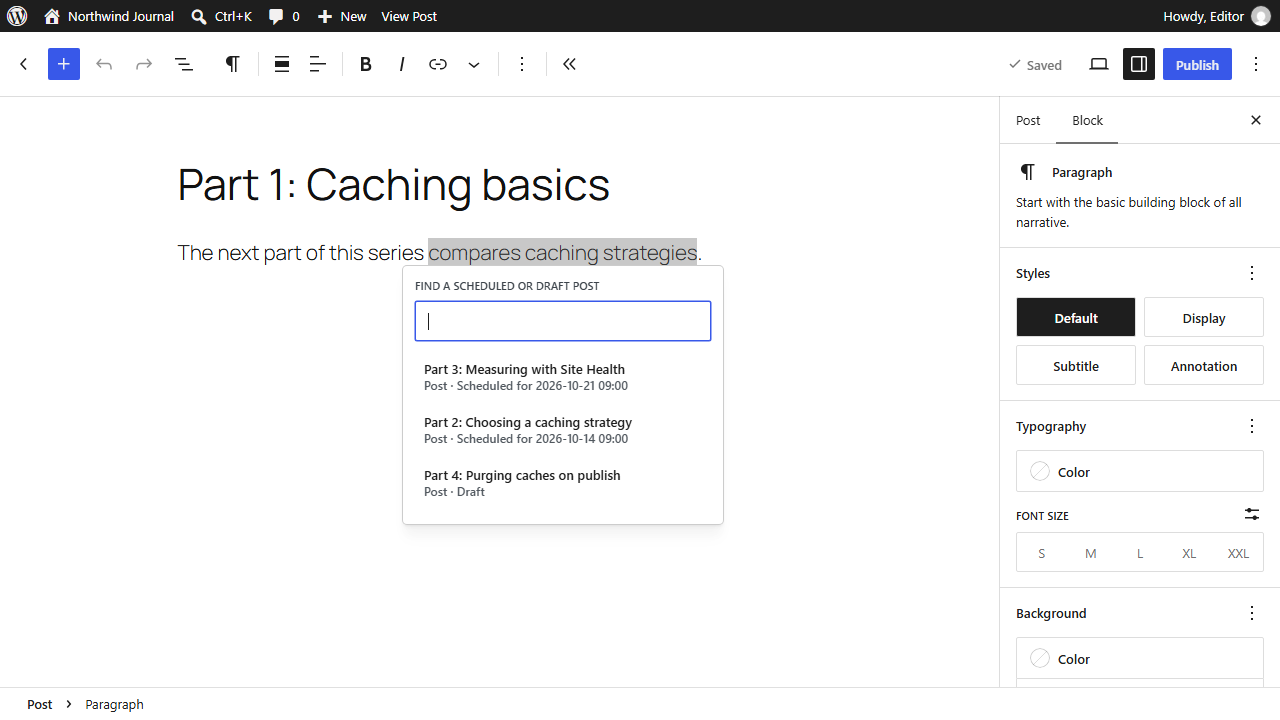 Northwind Journal Ctrl+K 0 New View Post Howdy, Editor
Saved Publish
Post Block
Part 1: Caching basics
The next part of this series compares caching strategies.
FIND A SCHEDULED OR DRAFT POST
Part 3: Measuring with Site Health
Post · Scheduled for 2026-10-21 09:00
Part 2: Choosing a caching strategy
Post · Scheduled for 2026-10-14 09:00
Part 4: Purging caches on publish
Post · Draft
Paragraph
Start with the basic building block of all
narrative.
Styles
Default Display
Subtitle Annotation
Typography
Color
FONT SIZE
S M L XL XXL
Background
Color
Post Paragraph